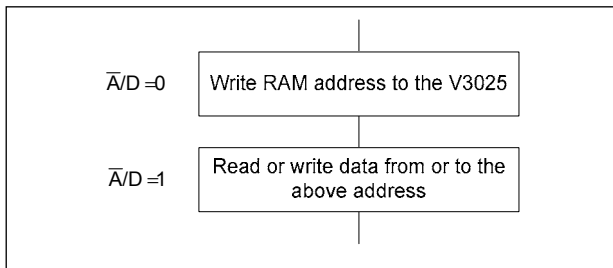 A̅/D =0
Write RAM address to the V3025
A̅/D =1
Read or write data from or to the
above address